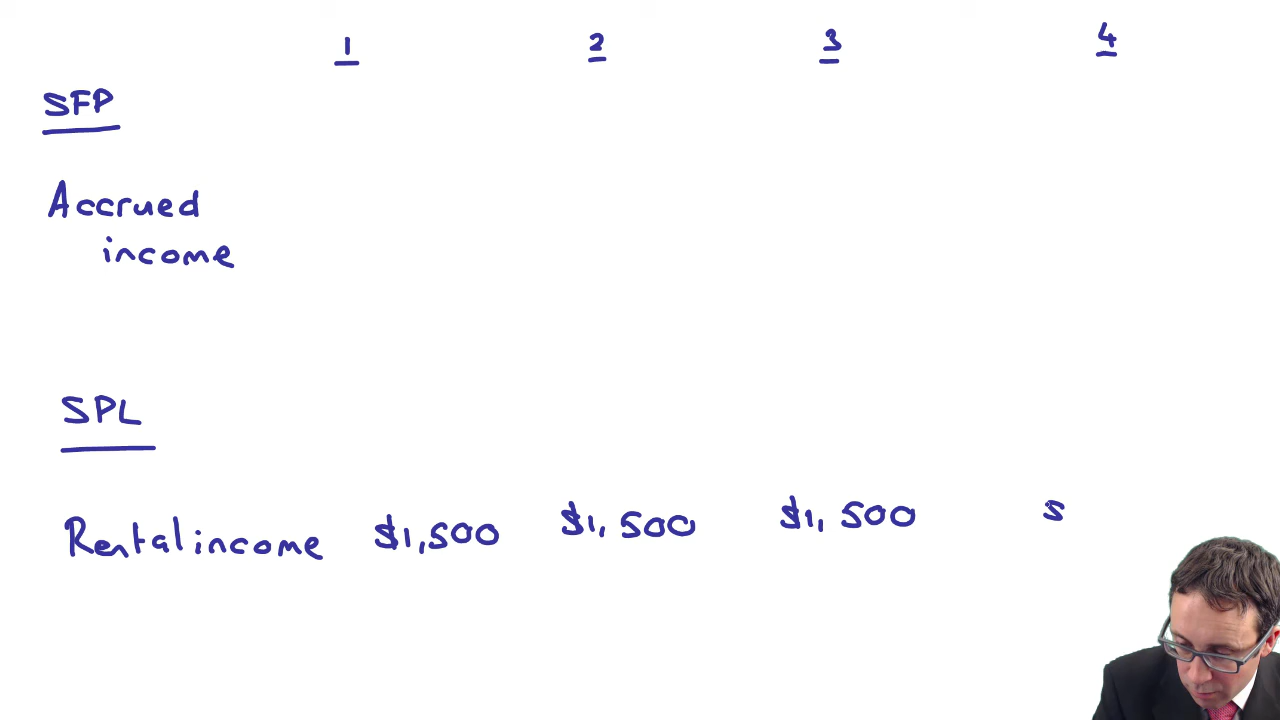 1 2 3 4
SFP
Accrued
income
SPL
Rental income $1,500 $1,500 $1,500 s